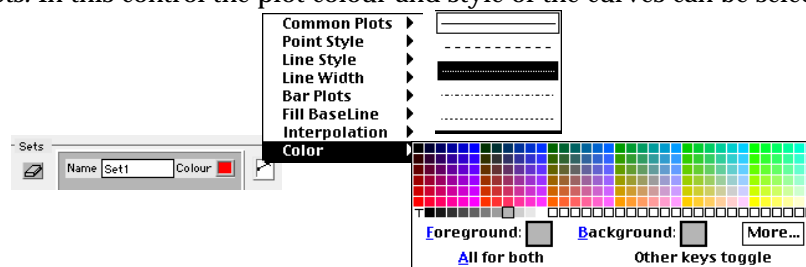 ts. In this control the plot colour and style of the curves can be selec
Common Plots
Point Style
Line Style
Line Width
Bar Plots
Fill BaseLine
Interpolation
Color
Sets
Name Set1 Colour
T
Foreground: Background: More...
All for both Other keys toggle